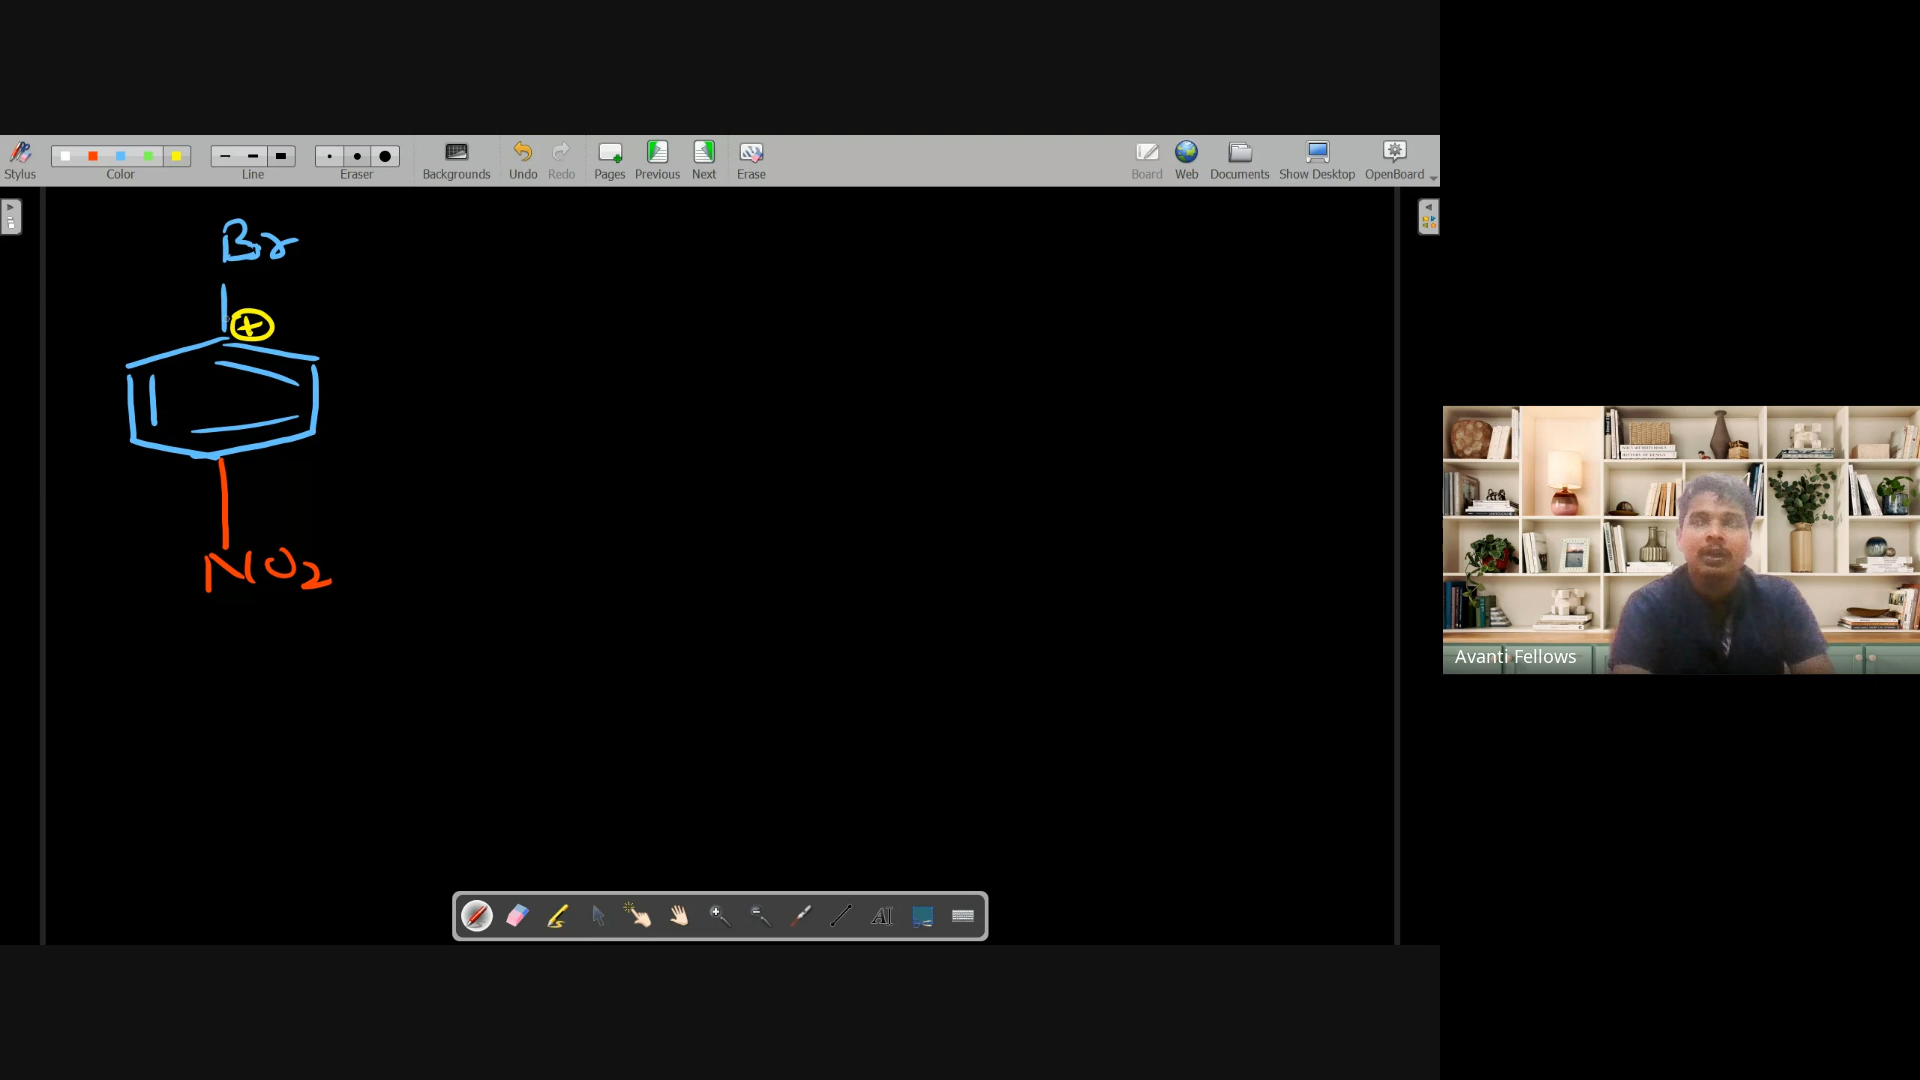 Stylus Color Line Eraser Backgrounds Undo Redo Pages Previous Next Erase Board Web Documents Show Desktop OpenBoard
Br
+
NO2
AI
Avanti Fellows